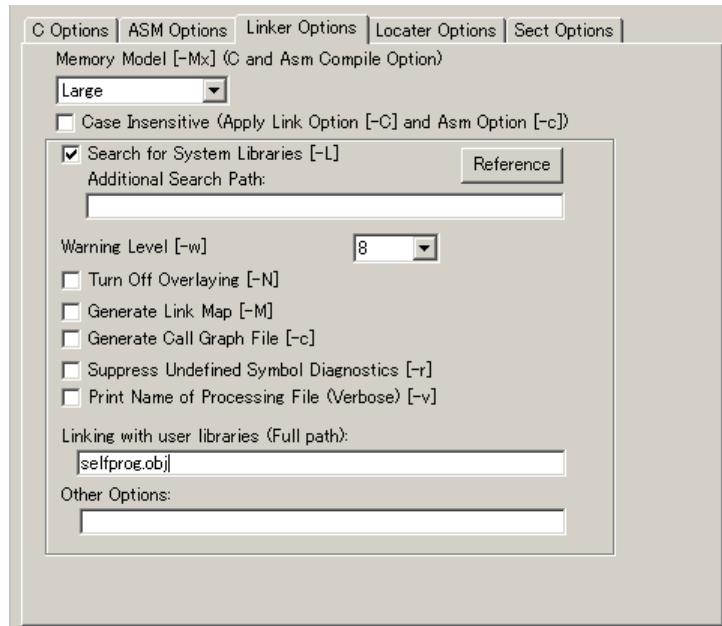 C Options ASM Options Linker Options Locater Options Sect Options
Memory Model [-Mx] (C and Asm Compile Option)
Large
Case Insensitive (Apply Link Option [-C] and Asm Option [-c])
Search for System Libraries [-L]
Reference
Additional Search Path:
Warning Level [-w] 8
Turn Off Overlaying [-N]
Generate Link Map [-M]
Generate Call Graph File [-c]
Suppress Undefined Symbol Diagnostics [-r]
Print Name of Processing File (Verbose) [-v]
Linking with user libraries (Full path):
selfprog.obj
Other Options: